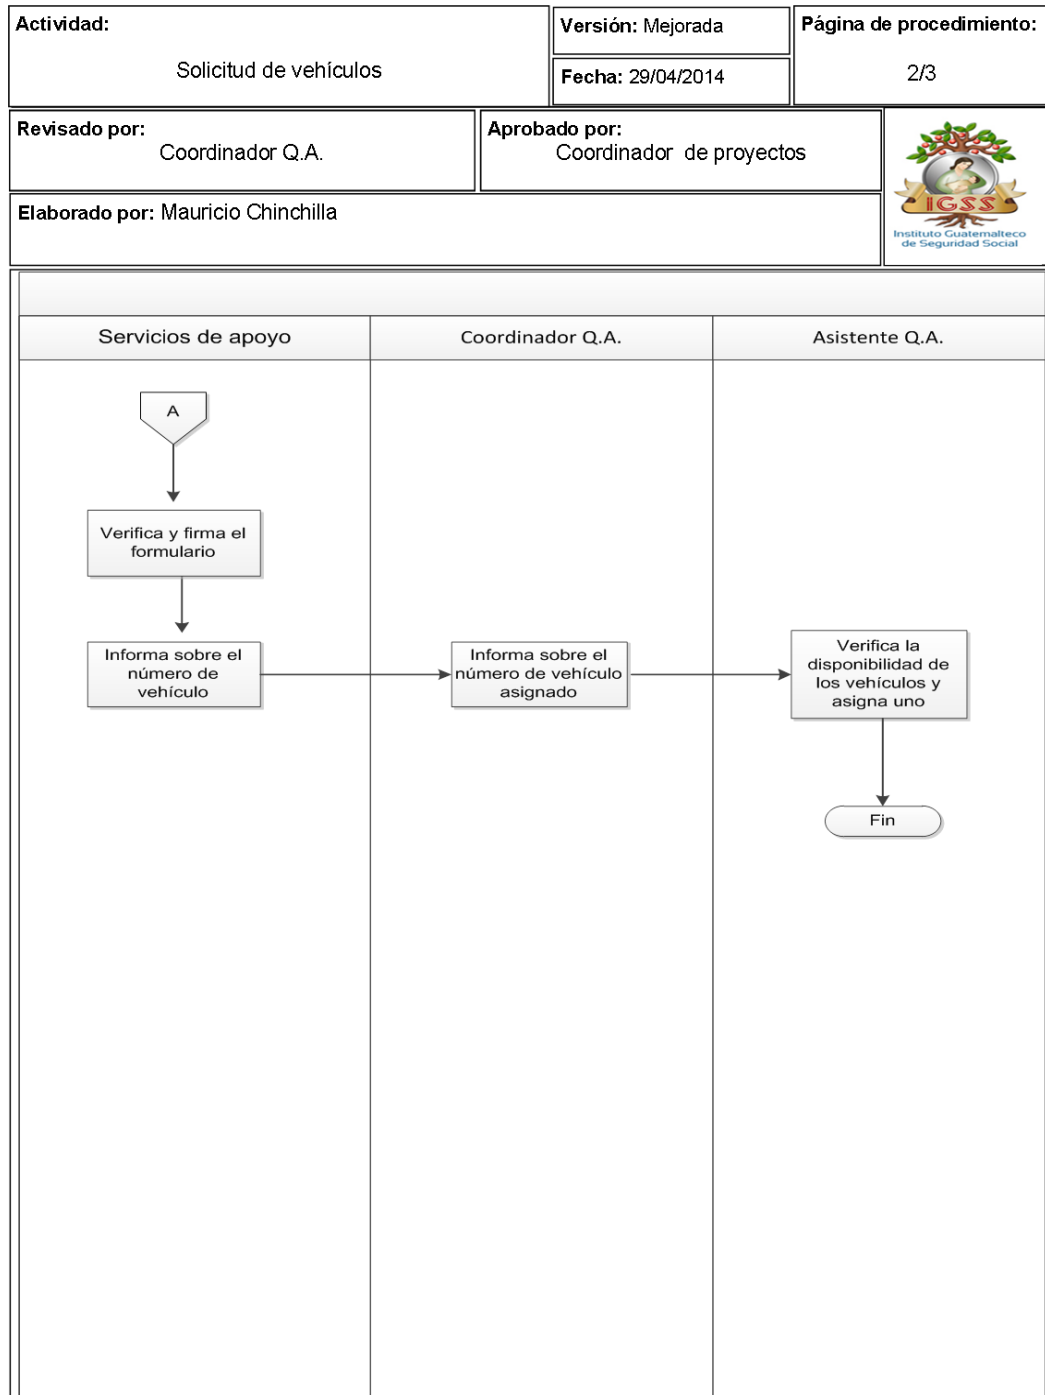 Actividad:
Solicitud de vehículos
Versión: Mejorada
Fecha: 29/04/2014
Página de procedimiento:
2/3
Revisado por:
Coordinador Q.A.
Aprobado por:
Coordinador de proyectos
Elaborado por: Mauricio Chinchilla
IGSS
Instituto Guatemalteco
de Seguridad Social
Servicios de apoyo
Coordinador Q.A.
Asistente Q.A.
A
Verifica y firma el
formulario
Informa sobre el
número de
vehículo
Informa sobre el
número de vehículo
asignado
Verifica la
disponibilidad de
los vehículos y
asigna uno
Fin